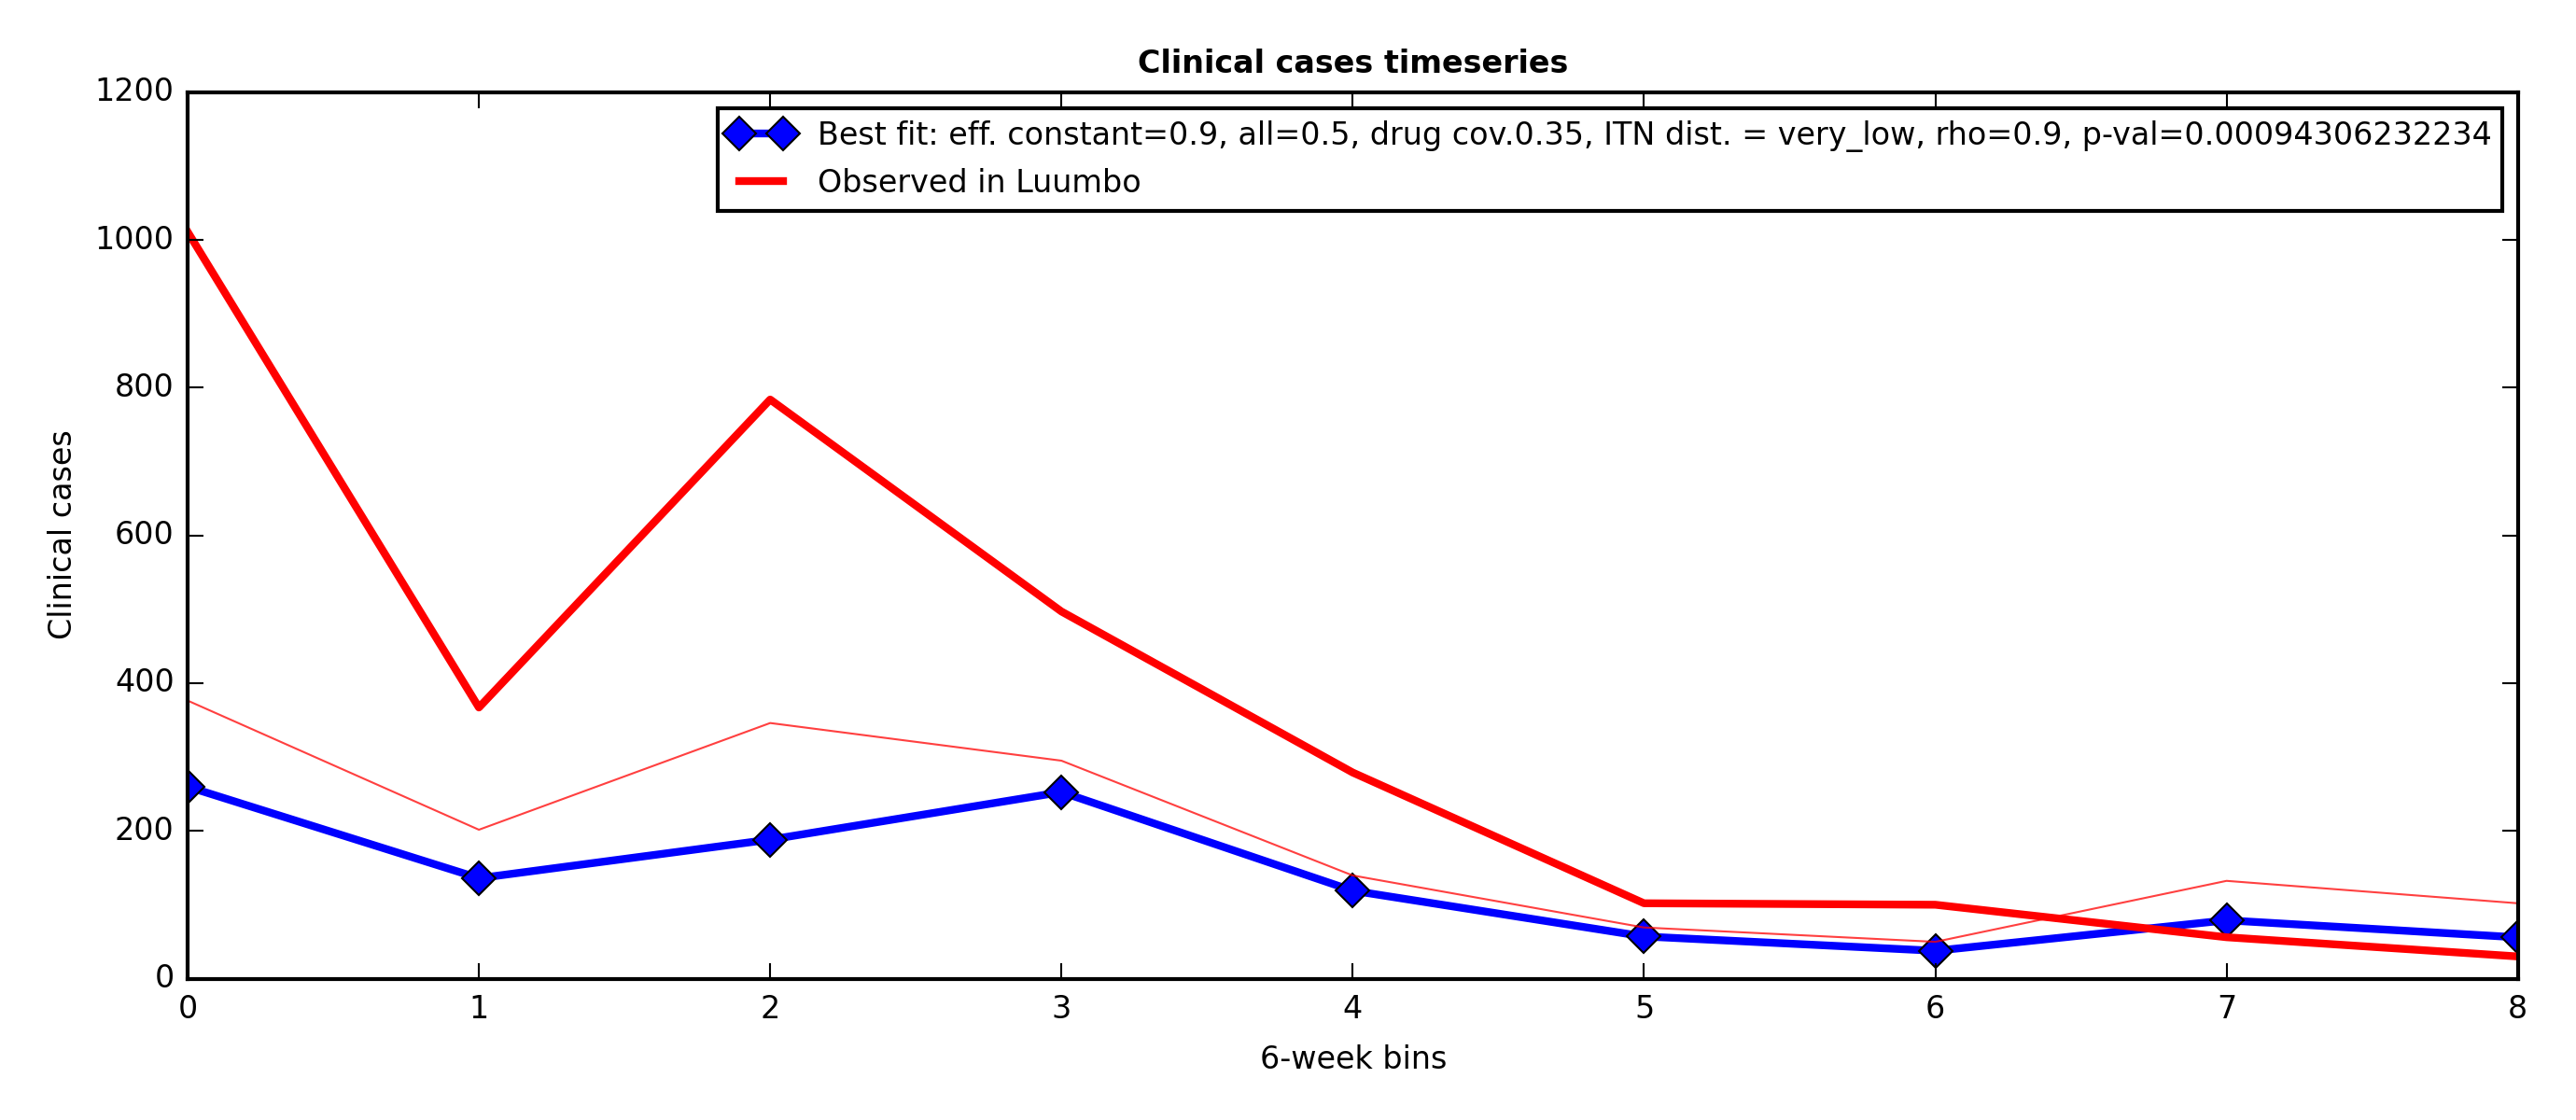 Clinical cases timeseries
1200
1000
800
600
400
200
0
Clinical cases
Best fit: eff. constant=0.9, all=0.5, drug cov.0.35, ITN dist. = very_low, rho=0.9, p-val=0.00094306232234
Observed in Luumbo
0 1 2 3 4 5 6 7 8
6-week bins